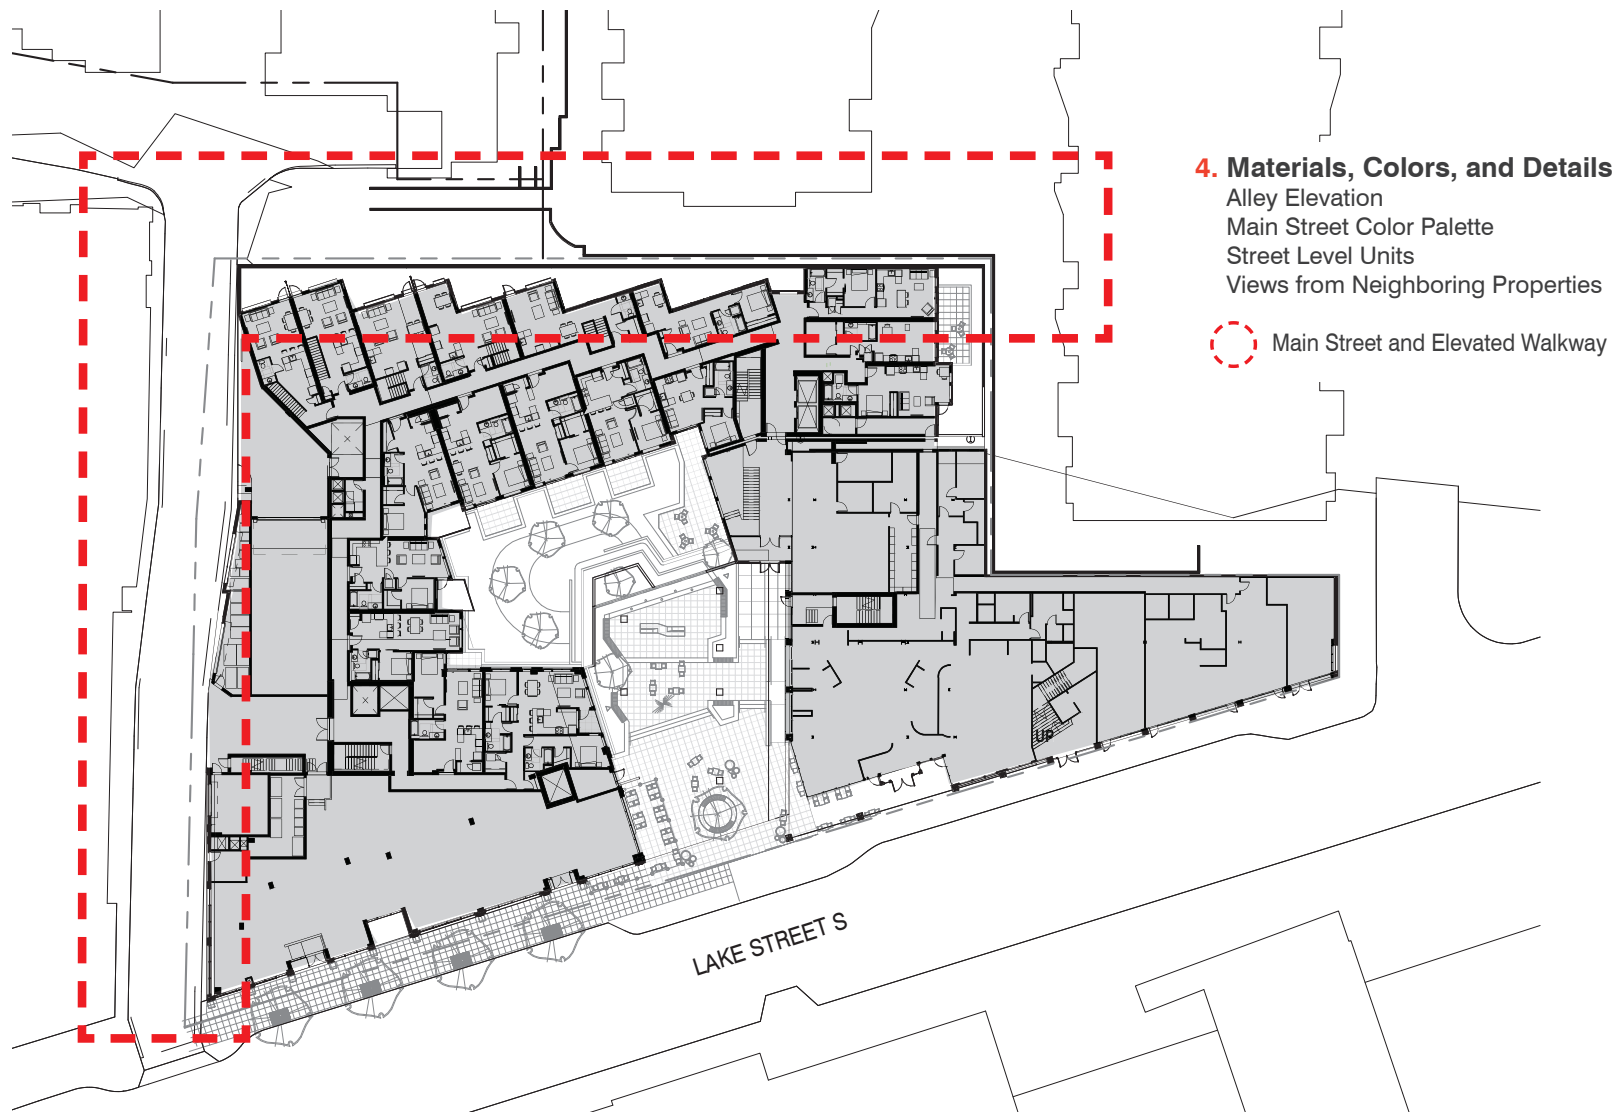 4. Materials, Colors, and Details
Alley Elevation
Main Street Color Palette
Street Level Units
Views from Neighboring Properties
Main Street and Elevated Walkway
UP
LAKE STREET S